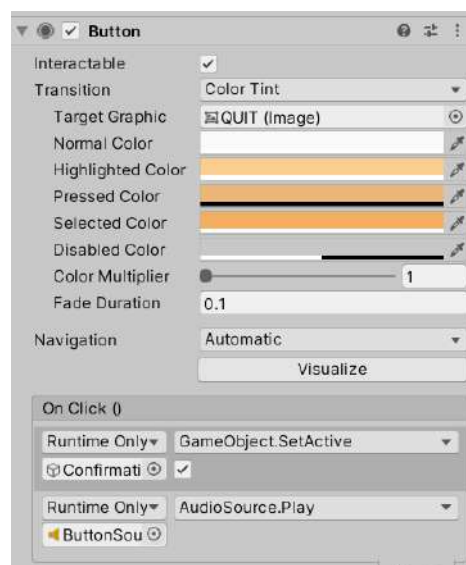 Button
Interactable
Transition Color Tint
Target Graphic QUIT (Image)
Normal Color
Highlighted Color
Pressed Color
Selected Color
Disabled Color
Color Multiplier 1
Fade Duration 0.1
Navigation Automatic
Visualize
On Click ()
Runtime Only GameObject.SetActive
Confirmati
Runtime Only AudioSource.Play
ButtonSou